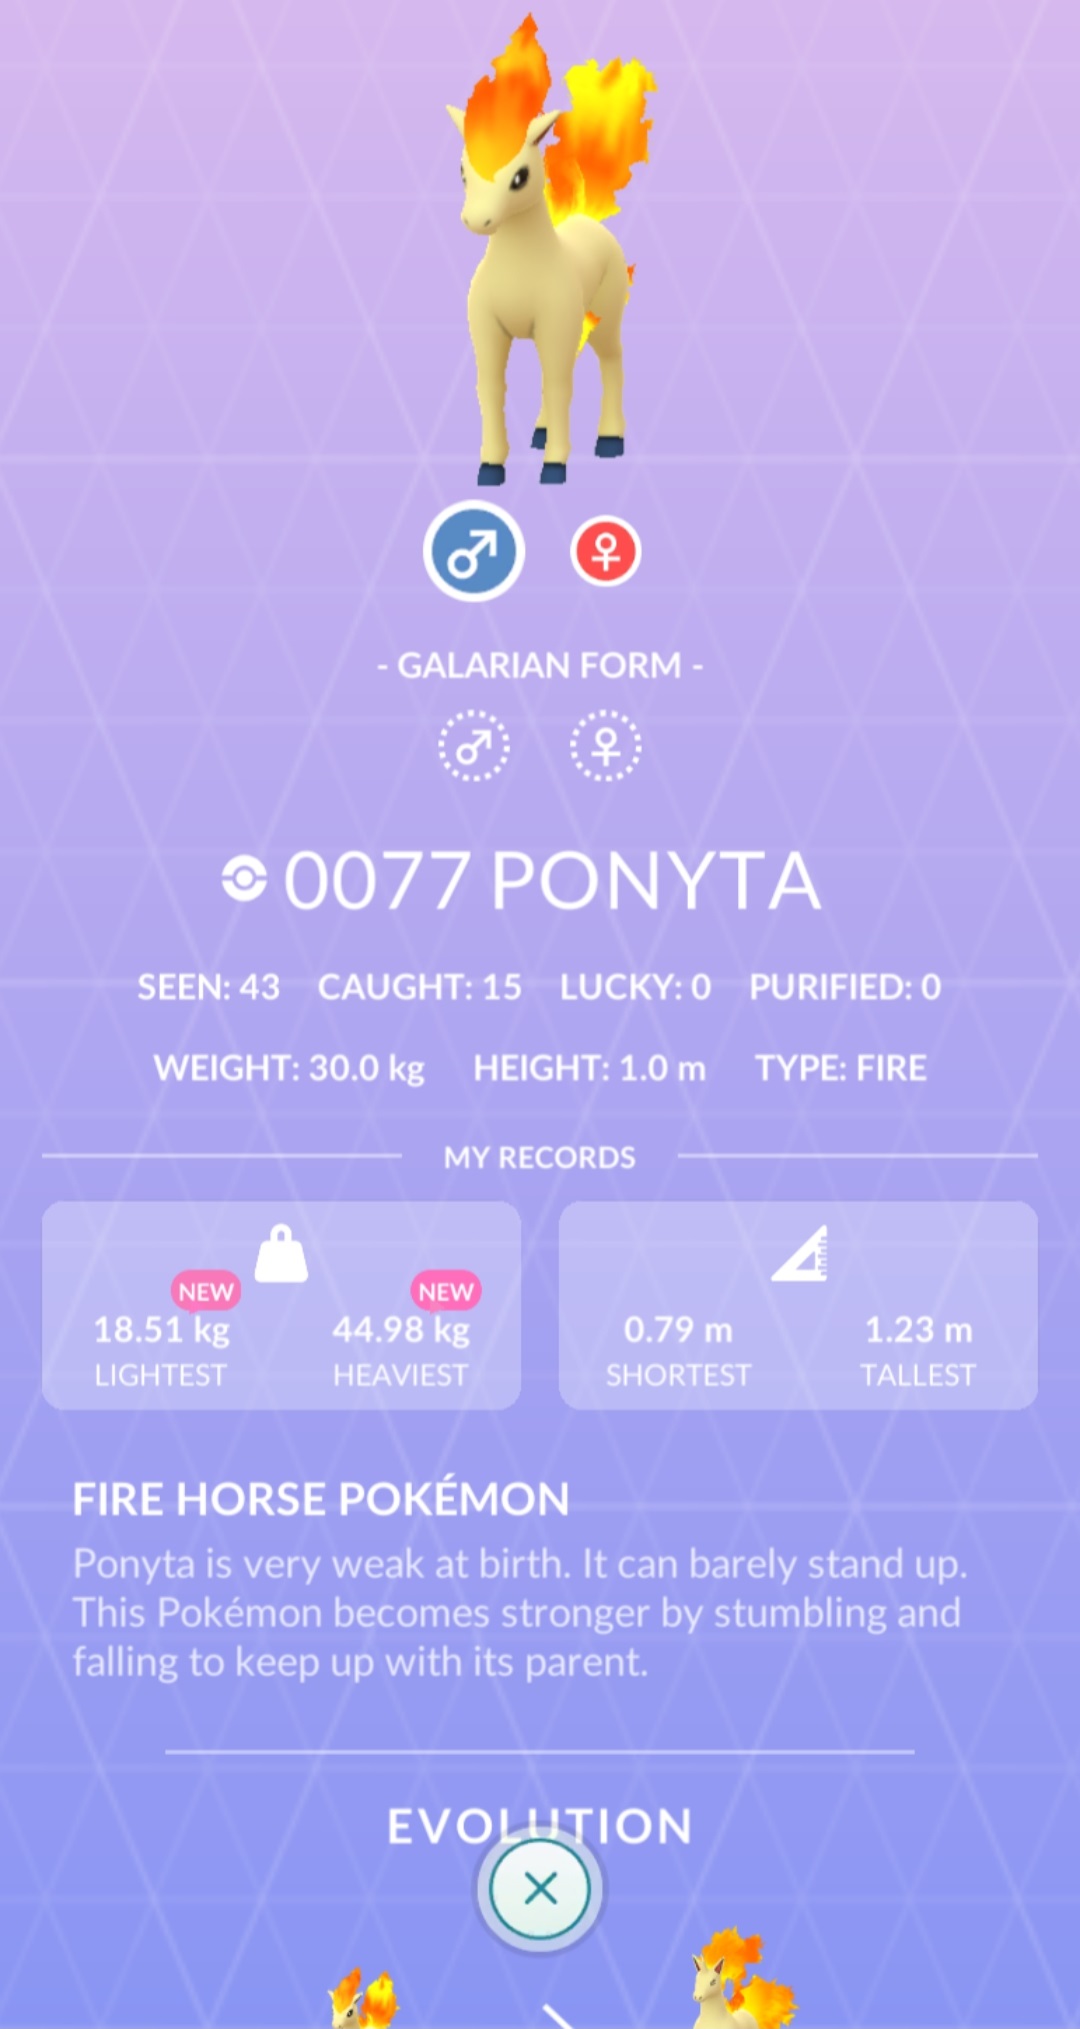 - GALARIAN FORM -
0077 PONYTA
SEEN: 43 CAUGHT: 15 LUCKY: 0 PURIFIED: 0
WEIGHT: 30.0 kg HEIGHT: 1.0 m TYPE: FIRE
MY RECORDS
NEW NEW
18.51 kg 44.98 kg 0.79 m 1.23 m
LIGHTEST HEAVIEST SHORTEST TALLEST
FIRE HORSE POKÉMON
Ponyta is very weak at birth. It can barely stand up.
This Pokémon becomes stronger by stumbling and
falling to keep up with its parent.
EVOLUTION